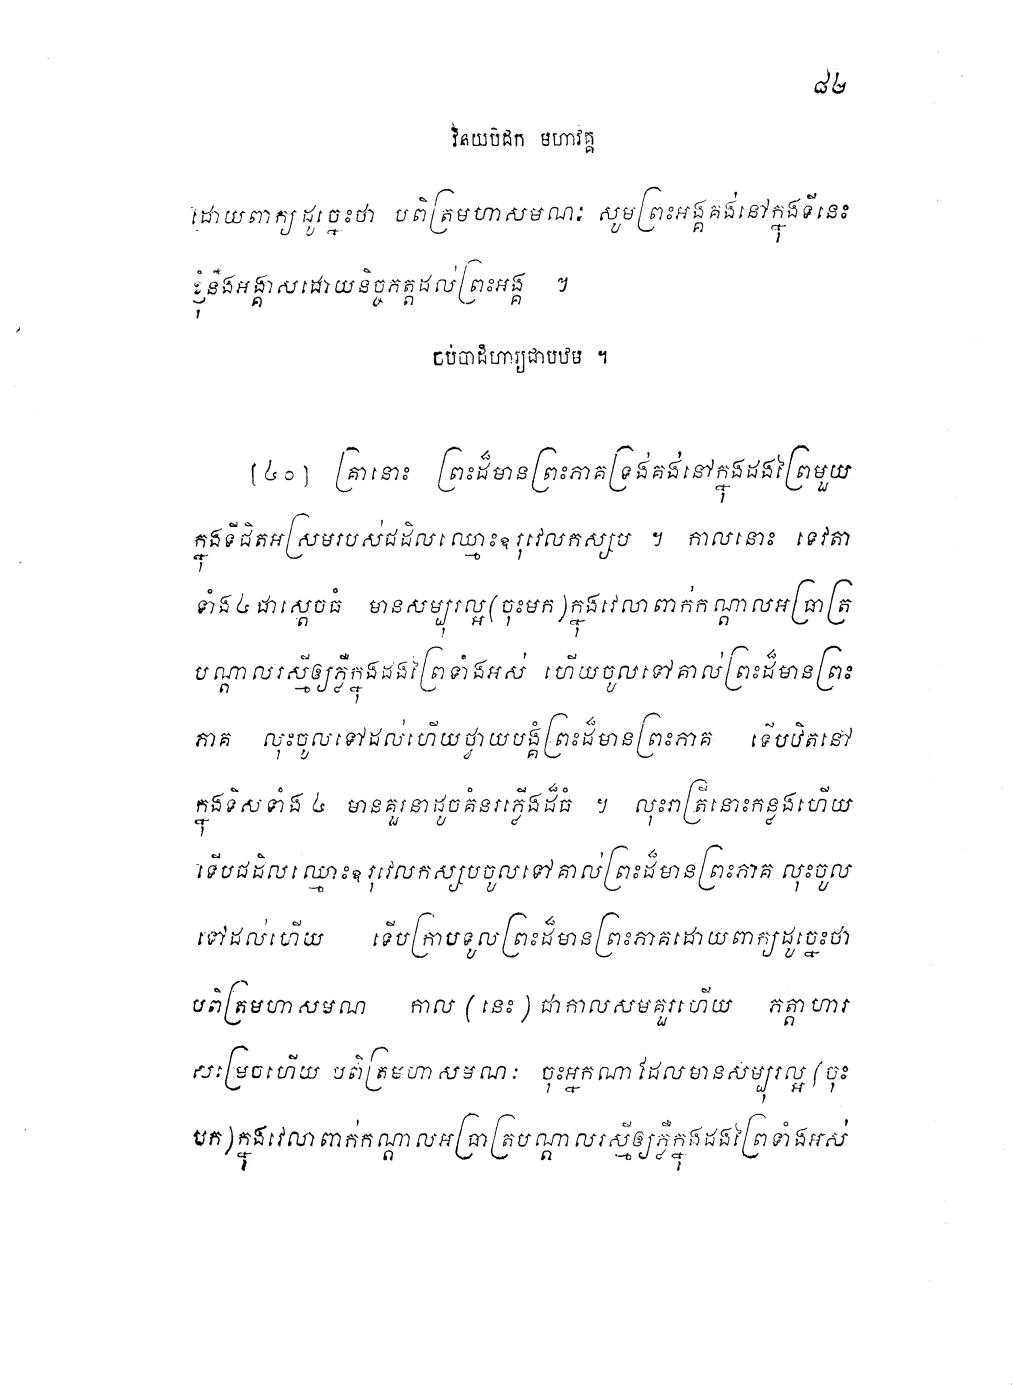 ៨២
វិនយបិដក មហាវគ្គ
ដោយពាក្យដូច្នេះថា បពិត្រមហាសមណៈ សូមព្រះអង្គគង់នៅក្នុងទីនេះ
ខ្ញុំនឹងអង្គាសដោយនិច្ចភត្តដល់ព្រះអង្គ ។
ចប់បាដិហារ្យជាបឋម ។
[៤០] គ្រានោះ ព្រះដ៏មានព្រះភាគទ្រង់គង់នៅក្នុងដងព្រៃមួយ
ក្នុងទីជិតអស្រមរបស់ជដិលឈ្មោះឧរុវេលកស្សប ។ កាលនោះ ទេវតា
ទាំង៤ជាស្តេចធំ មានសម្បុរល្អ(ចុះមក)ក្នុងវេលាពាក់កណ្តាលអធ្រាត្រ
បណ្តាលរស្មីឲ្យភ្លឺក្នុងដងព្រៃទាំងអស់ ហើយចូលទៅគាល់ព្រះដ៏មានព្រះ
ភាគ លុះចូលទៅដល់ហើយថ្វាយបង្គំព្រះដ៏មានព្រះភាគ ទើបឋិតនៅ
ក្នុងទិសទាំង ៤ មានគួរនាដូចគំនរភ្លើងដ៏ធំ ។ លុះរាត្រីនោះកន្លងហើយ
ទើបជដិលឈ្មោះឧរុវេលកស្សបចូលទៅគាល់ព្រះដ៏មានព្រះភាគ លុះចូល
ទៅដល់ហើយ ទើបក្រាបទូលព្រះដ៏មានព្រះភាគដោយពាក្យដូច្នេះថា
បពិត្រមហាសមណ កាល (នេះ) ជាកាលសមគួរហើយ ភត្តាហារ
សម្រេចហើយ បពិត្រមហាសមណៈ ចុះអ្នកណាដែលមានសម្បុរល្អ (ចុះ
មក)ក្នុងវេលាពាក់កណ្តាលអធ្រាត្របណ្តាលរស្មីឲ្យភ្លឺក្នុងដងព្រៃទាំងអស់